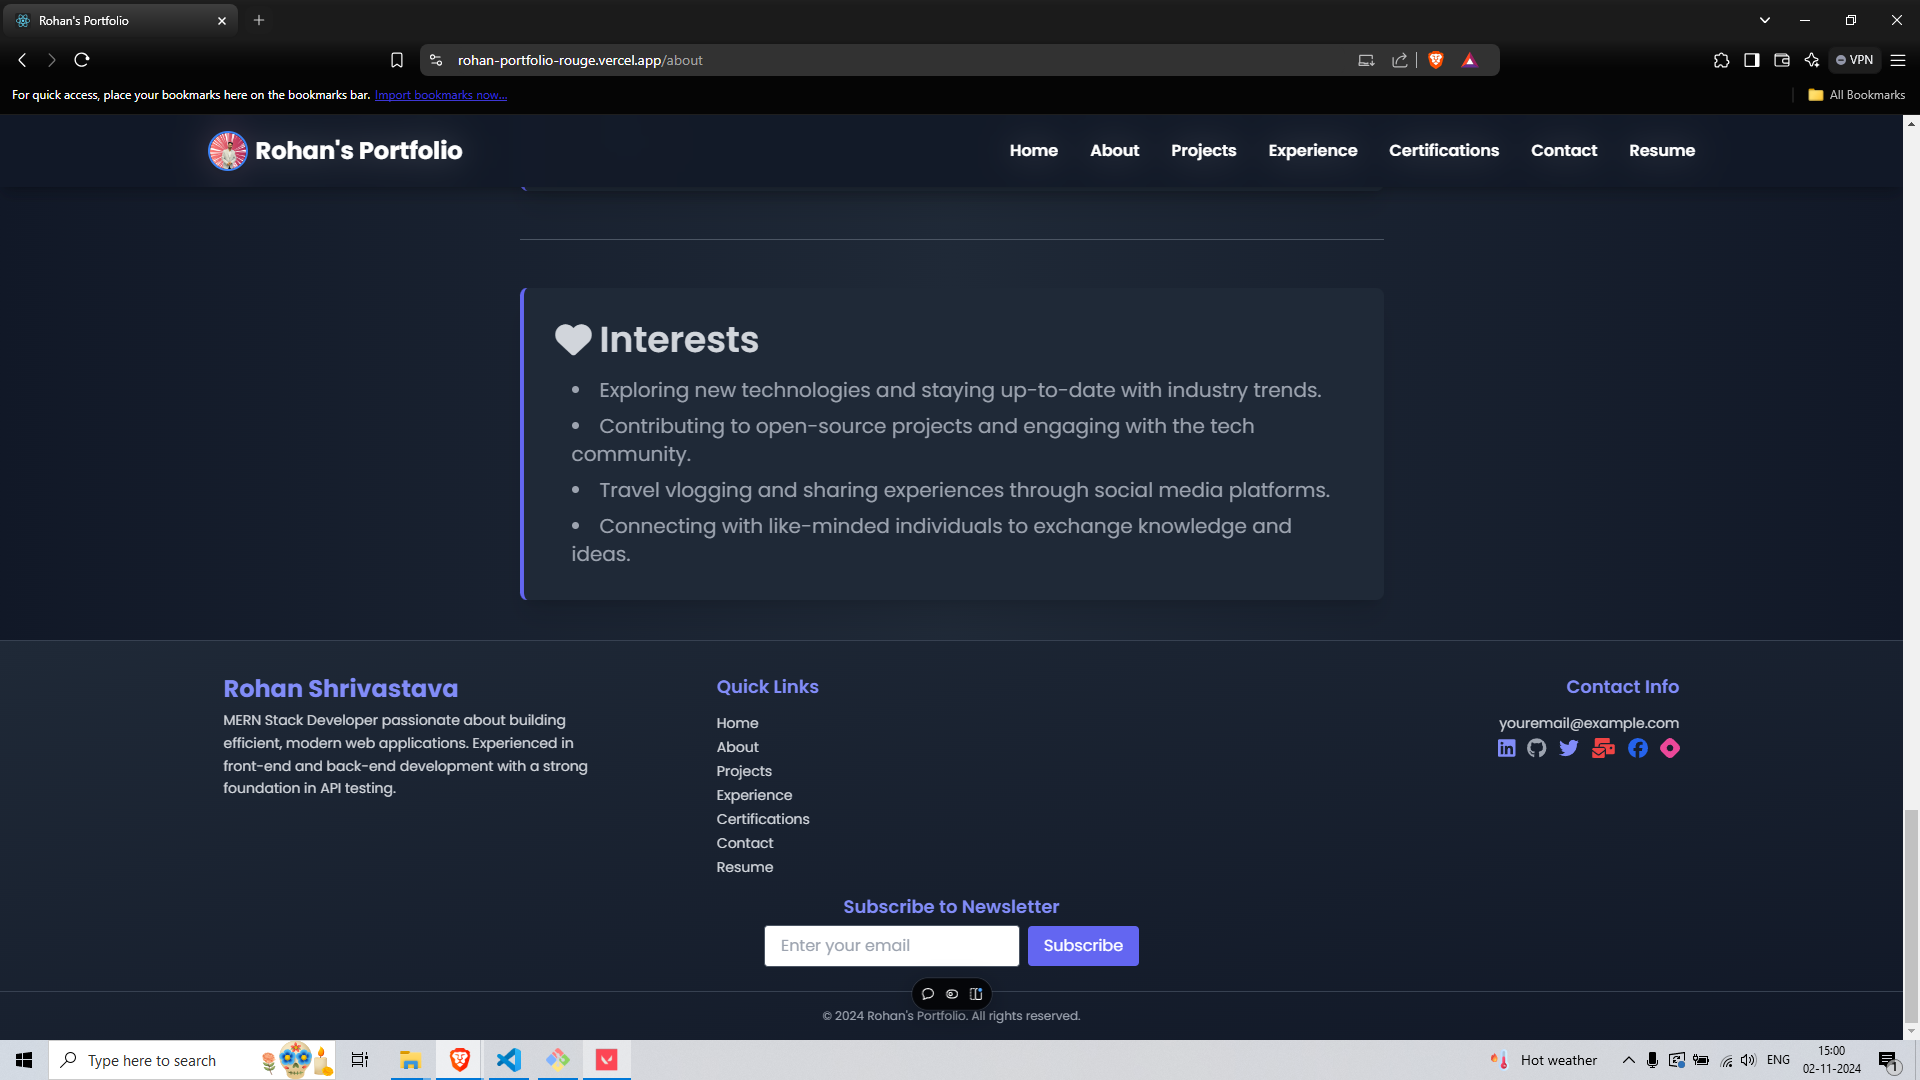 Rohan's Portfolio
rohan-portfolio-rouge.vercel.app/about
VPN
For quick access, place your bookmarks here on the bookmarks bar. Import bookmarks now...
All Bookmarks
Rohan's Portfolio
Home
About
Projects
Experience
Certifications
Contact
Resume
Interests
• Exploring new technologies and staying up-to-date with industry trends.
• Contributing to open-source projects and engaging with the tech
community.
• Travel vlogging and sharing experiences through social media platforms.
• Connecting with like-minded individuals to exchange knowledge and
ideas.
Rohan Shrivastava
MERN Stack Developer passionate about building
efficient, modern web applications. Experienced in
front-end and back-end development with a strong
foundation in API testing.
Quick Links
Home
About
Projects
Experience
Certifications
Contact
Resume
Contact Info
youremail@example.com
Subscribe to Newsletter
Enter your email
Subscribe
© 2024 Rohan's Portfolio. All rights reserved.
Type here to search
Hot weather
ENG
15:00
02-11-2024
1